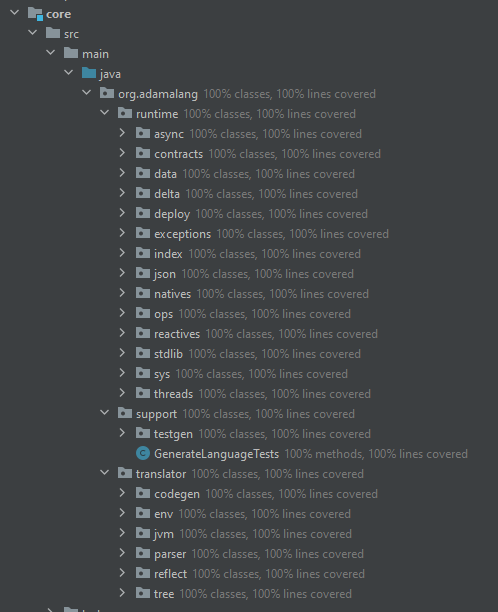 core
src
main
java
org.adamalang 100% classes, 100% lines covered
runtime 100% classes, 100% lines covered
async 100% classes, 100% lines covered
contracts 100% classes, 100% lines covered
data 100% classes, 100% lines covered
delta 100% classes, 100% lines covered
deploy 100% classes, 100% lines covered
exceptions 100% classes, 100% lines covered
index 100% classes, 100% lines covered
json 100% classes, 100% lines covered
natives 100% classes, 100% lines covered
ops 100% classes, 100% lines covered
reactives 100% classes, 100% lines covered
stdlib 100% classes, 100% lines covered
sys 100% classes, 100% lines covered
threads 100% classes, 100% lines covered
support 100% classes, 100% lines covered
testgen 100% classes, 100% lines covered
C GenerateLanguageTests 100% methods, 100% lines covered
translator 100% classes, 100% lines covered
codegen 100% classes, 100% lines covered
env 100% classes, 100% lines covered
jvm 100% classes, 100% lines covered
parser 100% classes, 100% lines covered
reflect 100% classes, 100% lines covered
tree 100% classes, 100% lines covered